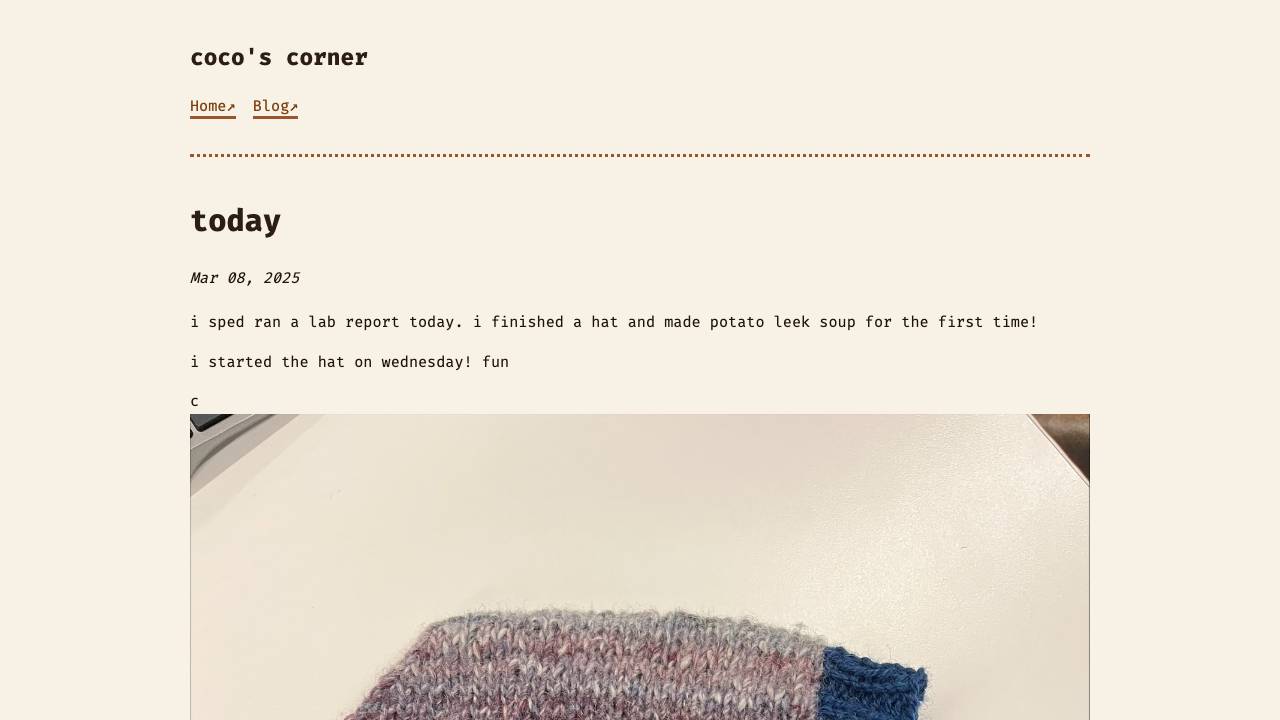 coco's corner
Home↗ Blog↗
today
Mar 08, 2025
i sped ran a lab report today. i finished a hat and made potato leek soup for the first time!
i started the hat on wednesday! fun
c